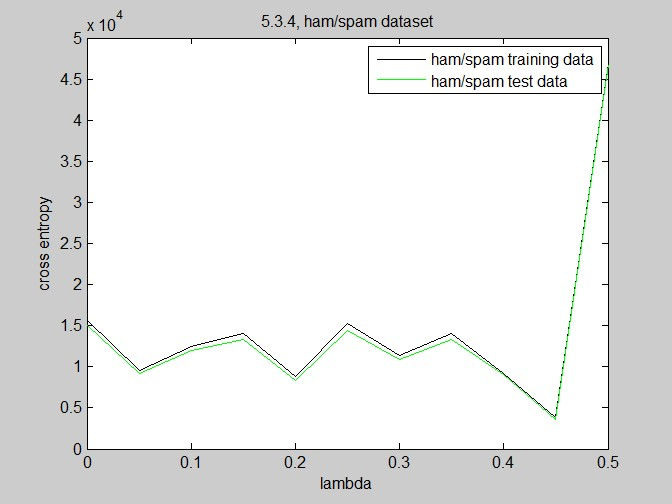 5.3.4, ham/spam dataset
x 10^4
ham/spam training data
ham/spam test data
5
4.5
4
3.5
3
2.5
2
1.5
1
0.5
0
cross entropy
0 0.1 0.2 0.3 0.4 0.5
lambda